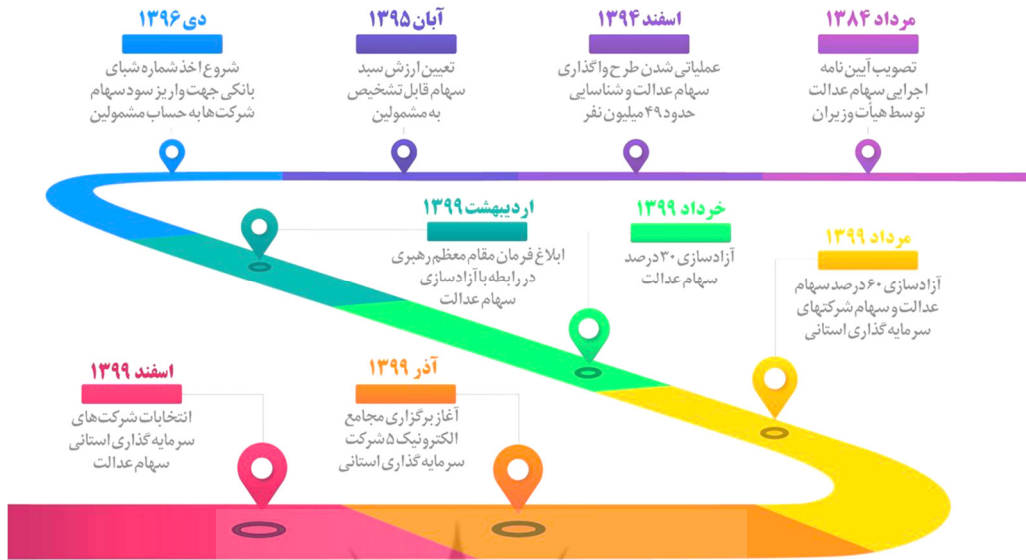 مرداد ۱۳۸۴
تصویب آیین نامه
اجرایی سهام عدالت
توسط هیأت وزیران
اسفند ۱۳۹۴
عملیاتی شدن طرح واگذاری
سهام عدالت و شناسایی
حدود ۴۹ میلیون نفر
آبان ۱۳۹۵
تعیین ارزش سبد
سهام قابل تشخیص
به مشمولین
دی ۱۳۹۶
شروع اخذ شماره شبای
بانکی جهت واریز سود سهام
شرکت ها به حساب مشمولین
اردیبهشت ۱۳۹۹
ابلاغ فرمان مقام معظم رهبری
در رابطه با آزادسازی
سهام عدالت
خرداد ۱۳۹۹
آزادسازی ۳۰ درصد
سهام عدالت
مرداد ۱۳۹۹
آزادسازی ۶۰ درصد سهام
عدالت و سهام شرکتهای
سرمایه گذاری استانی
آذر ۱۳۹۹
آغاز برگزاری مجامع
الکترونیک ۵ شرکت
سرمایه گذاری استانی
اسفند ۱۳۹۹
انتخابات شرکت های
سرمایه گذاری استانی
سهام عدالت